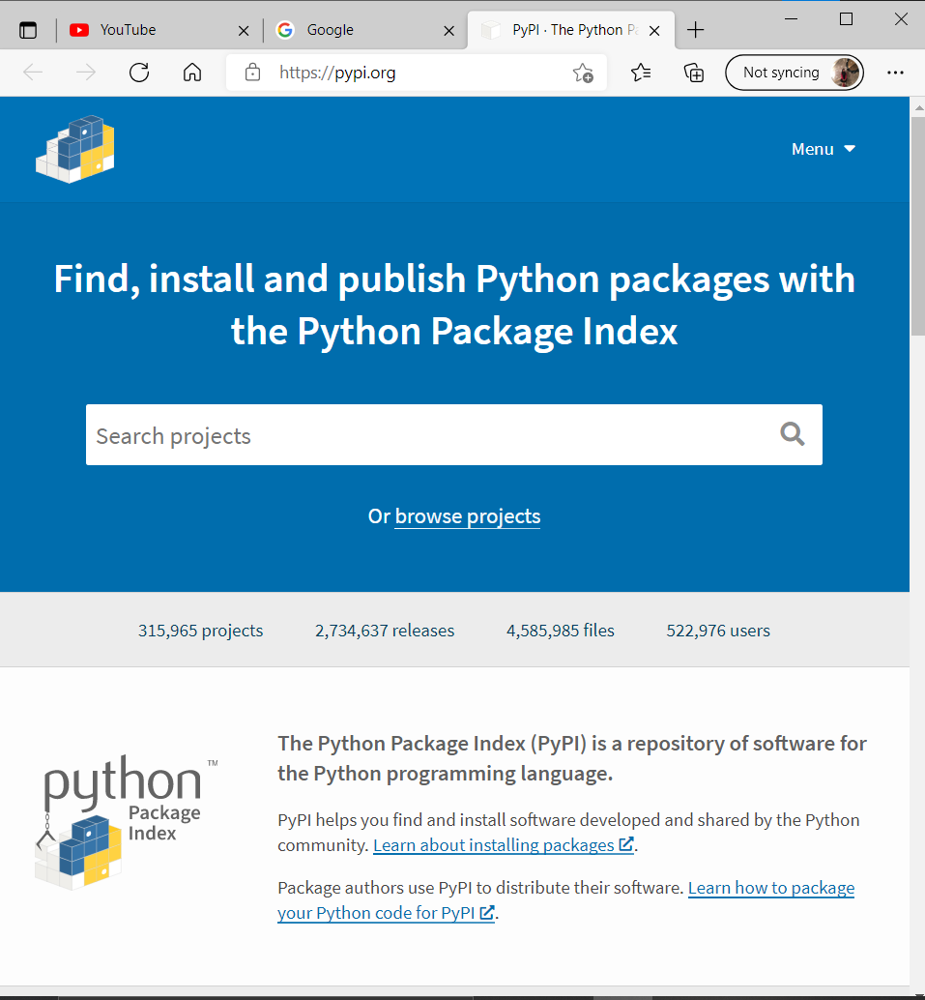 YouTube
Google
PyPI · The Python Pa
https://pypi.org
Not syncing
Menu
Find, install and publish Python packages with
the Python Package Index
Search projects
Or browse projects
315,965 projects
2,734,637 releases
4,585,985 files
522,976 users
python™
Package
Index
The Python Package Index (PyPI) is a repository of software for
the Python programming language.
PyPI helps you find and install software developed and shared by the Python
community. Learn about installing packages.
Package authors use PyPI to distribute their software. Learn how to package
your Python code for PyPI.